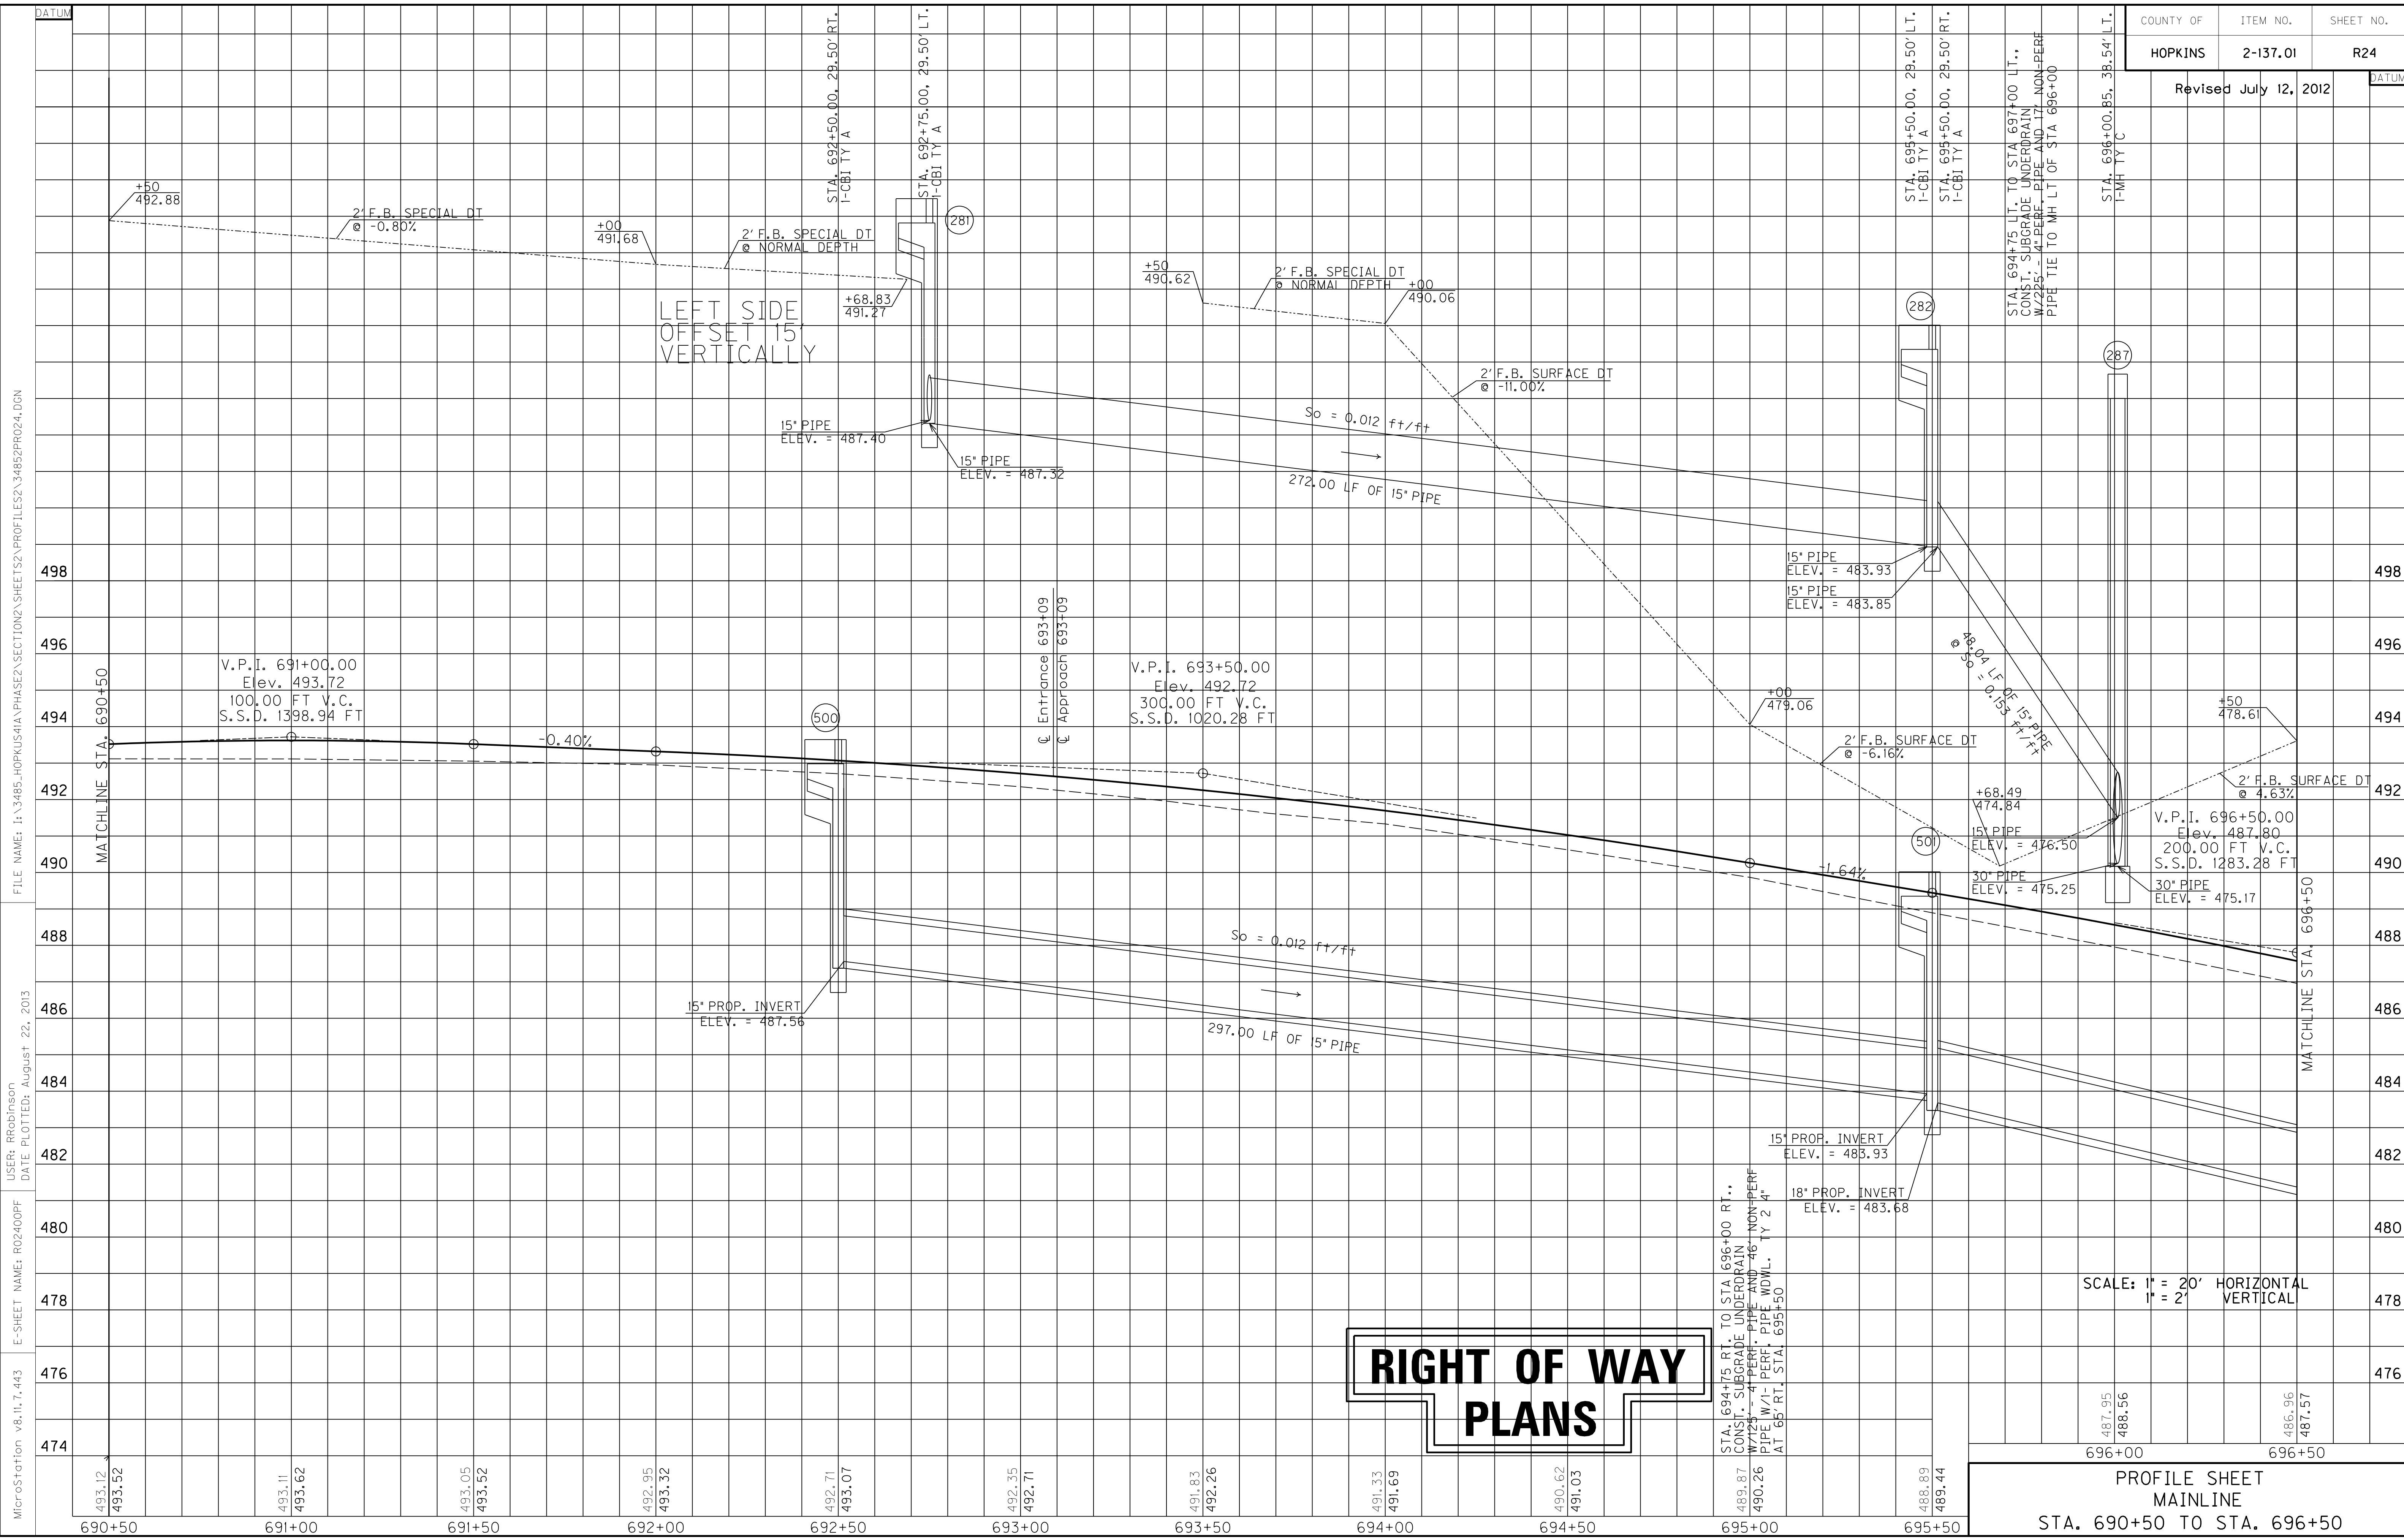 DATUM
COUNTY OF
ITEM NO.
SHEET NO.
HOPKINS
2-137.01
R24
DATUM
Revised July 12, 2012
STA. 692+50.00, 29.50' RT.
1-CBI TY A
STA. 692+75.00, 29.50' LT.
1-CBI TY A
STA. 695+50.00, 29.50' LT.
1-CBI TY A
STA. 695+50.00, 29.50' RT.
1-CBI TY A
STA. 694+75 LT. TO STA 697+00 LT.,
CONST. SUBGRADE UNDERDRAIN
W/225' - 4" PERF. PIPE AND 17' NON-PERF
PIPE TIE TO MH LT OF STA 696+00
STA. 696+00.85, 38.54' LT.
1-MH TY C
+50
492.88
2' F.B. SPECIAL DT
@ -0.80%
+00
491.68
2' F.B. SPECIAL DT
@ NORMAL DEPTH
281
+68.83
491.27
LEFT SIDE
OFFSET 15'
VERTICALLY
+50
490.62
2' F.B. SPECIAL DT
@ NORMAL DEPTH
+00
490.06
282
287
2' F.B. SURFACE DT
@ -11.00%
So = 0.012 ft/ft
272.00 LF OF 15" PIPE
15" PIPE
ELEV. = 487.40
15" PIPE
ELEV. = 487.32
15" PIPE
ELEV. = 483.93
15" PIPE
ELEV. = 483.85
48.04 LF OF 15" PIPE
@ So = 0.153 ft/ft
+00
479.06
2' F.B. SURFACE DT
@ -6.16%
+50
478.61
2' F.B. SURFACE DT
@ 4.63%
+68.49
474.84
15" PIPE
ELEV. = 476.50
30" PIPE
ELEV. = 475.25
30" PIPE
ELEV. = 475.17
MATCHLINE STA. 690+50
V.P.I. 691+00.00
Elev. 493.72
100.00 FT V.C.
S.S.D. 1398.94 FT
-0.40%
500
℄ Entrance 693+09
℄ Approach 693+09
V.P.I. 693+50.00
Elev. 492.72
300.00 FT V.C.
S.S.D. 1020.28 FT
501
-1.64%
V.P.I. 696+50.00
Elev. 487.80
200.00 FT V.C.
S.S.D. 1283.28 FT
MATCHLINE STA. 696+50
So = 0.012 ft/ft
297.00 LF OF 15" PIPE
15" PROP. INVERT
ELEV. = 487.56
15" PROP. INVERT
ELEV. = 483.93
18" PROP. INVERT
ELEV. = 483.68
STA. 694+75 RT. TO STA 696+00 RT.,
CONST. SUBGRADE UNDERDRAIN
W/125' - 4" PERF. PIPE AND 46' NON-PERF
PIPE W/1- PERF. PIPE WDWL. TY 2 4"
AT 65' RT. STA. 695+50
SCALE: 1" = 20' HORIZONTAL
1" = 2' VERTICAL
RIGHT OF WAY
PLANS
498
496
494
492
490
488
486
484
482
480
478
476
474
498
496
494
492
490
488
486
484
482
480
478
476
493.12
493.52
493.11
493.62
493.05
493.52
492.95
493.32
492.71
493.07
492.35
492.71
491.83
492.26
491.33
491.69
490.62
491.03
489.87
490.26
488.89
489.44
487.95
488.56
486.96
487.57
690+50
691+00
691+50
692+00
692+50
693+00
693+50
694+00
694+50
695+00
695+50
696+00
696+50
PROFILE SHEET
MAINLINE
STA. 690+50 TO STA. 696+50
FILE NAME: I:\3485_HOPKUS41A\PHASE2\SECTION2\SHEETS2\PROFILES2\34852PR024.DGN
USER: RRobinson
DATE PLOTTED: August 22, 2013
E-SHEET NAME: R02400PF
MicroStation v8.11.7.443